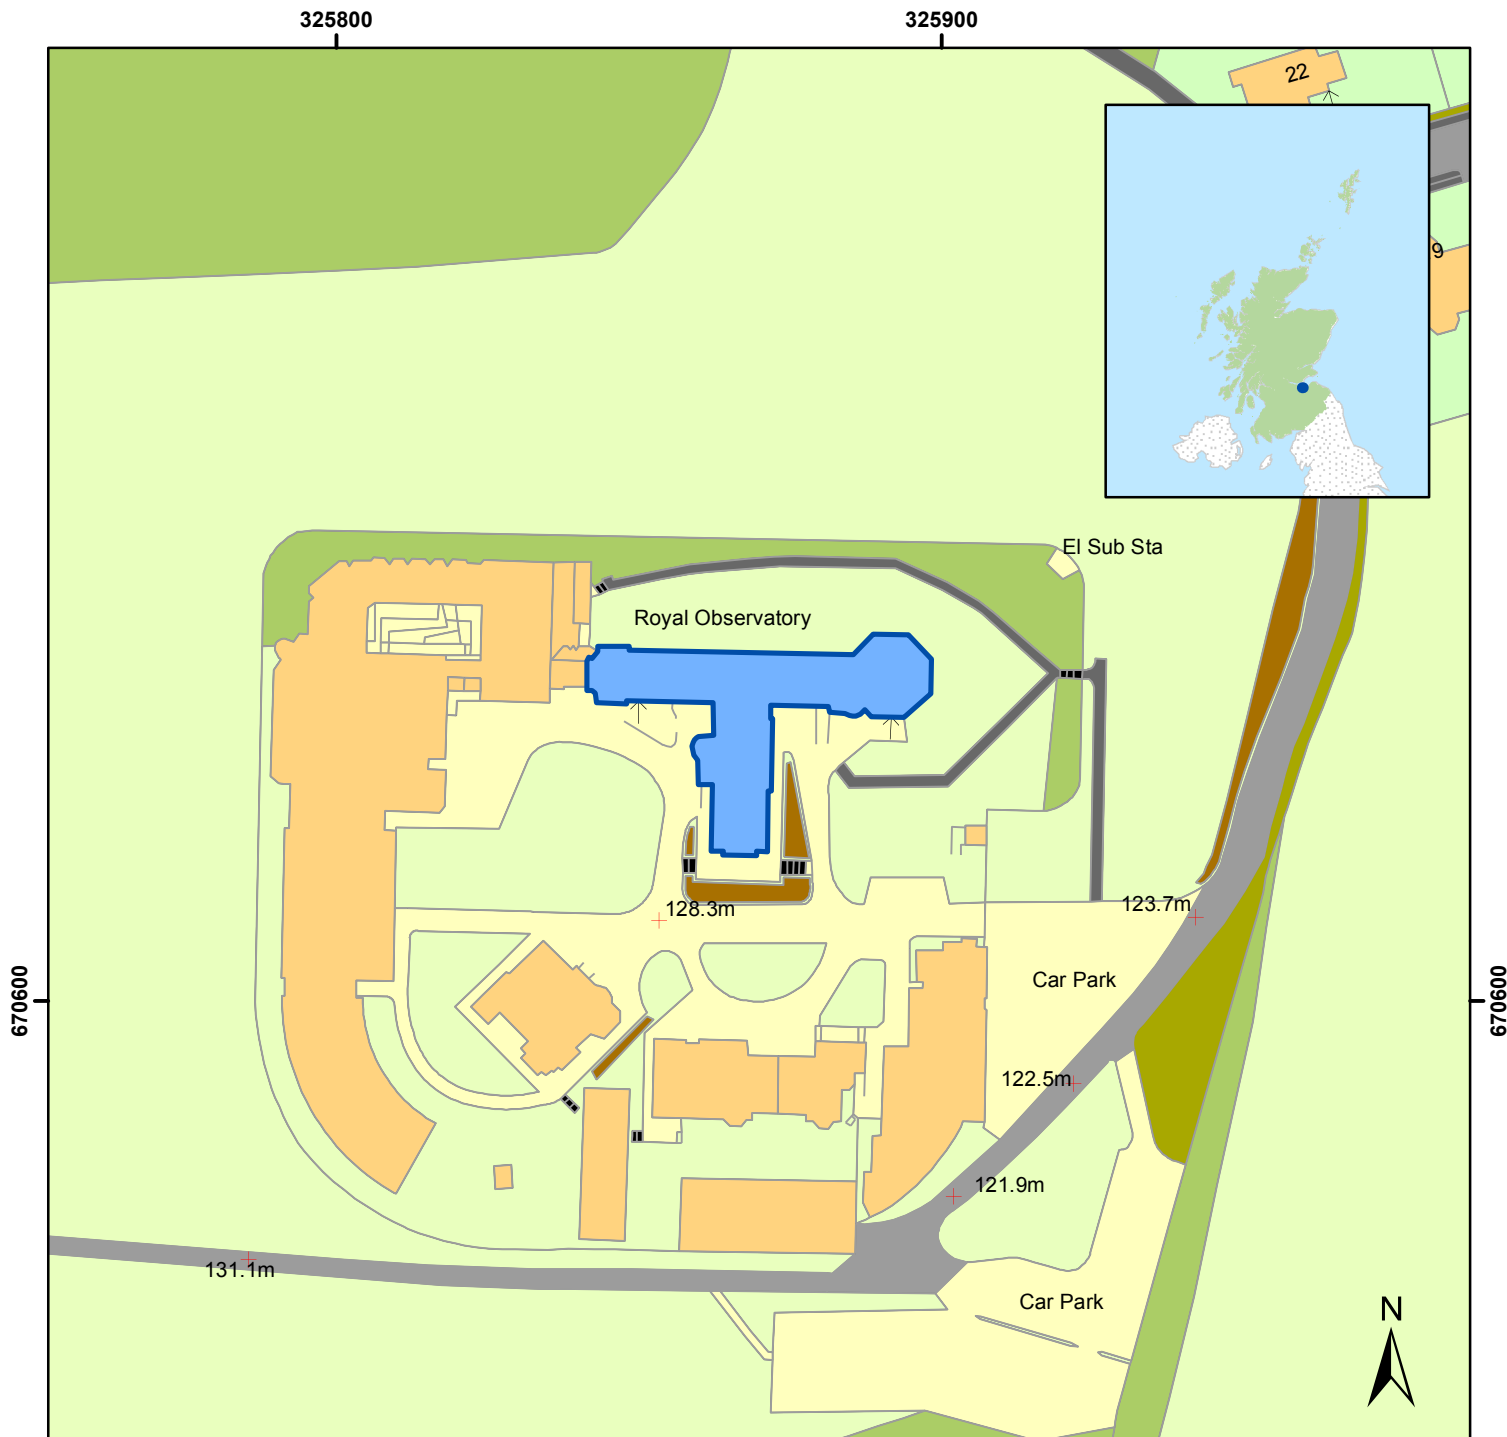 325800
325900
22
9
El Sub Sta
Royal Observatory
128.3m
123.7m
Car Park
670600
670600
122.5m
121.9m
131.1m
Car Park
N